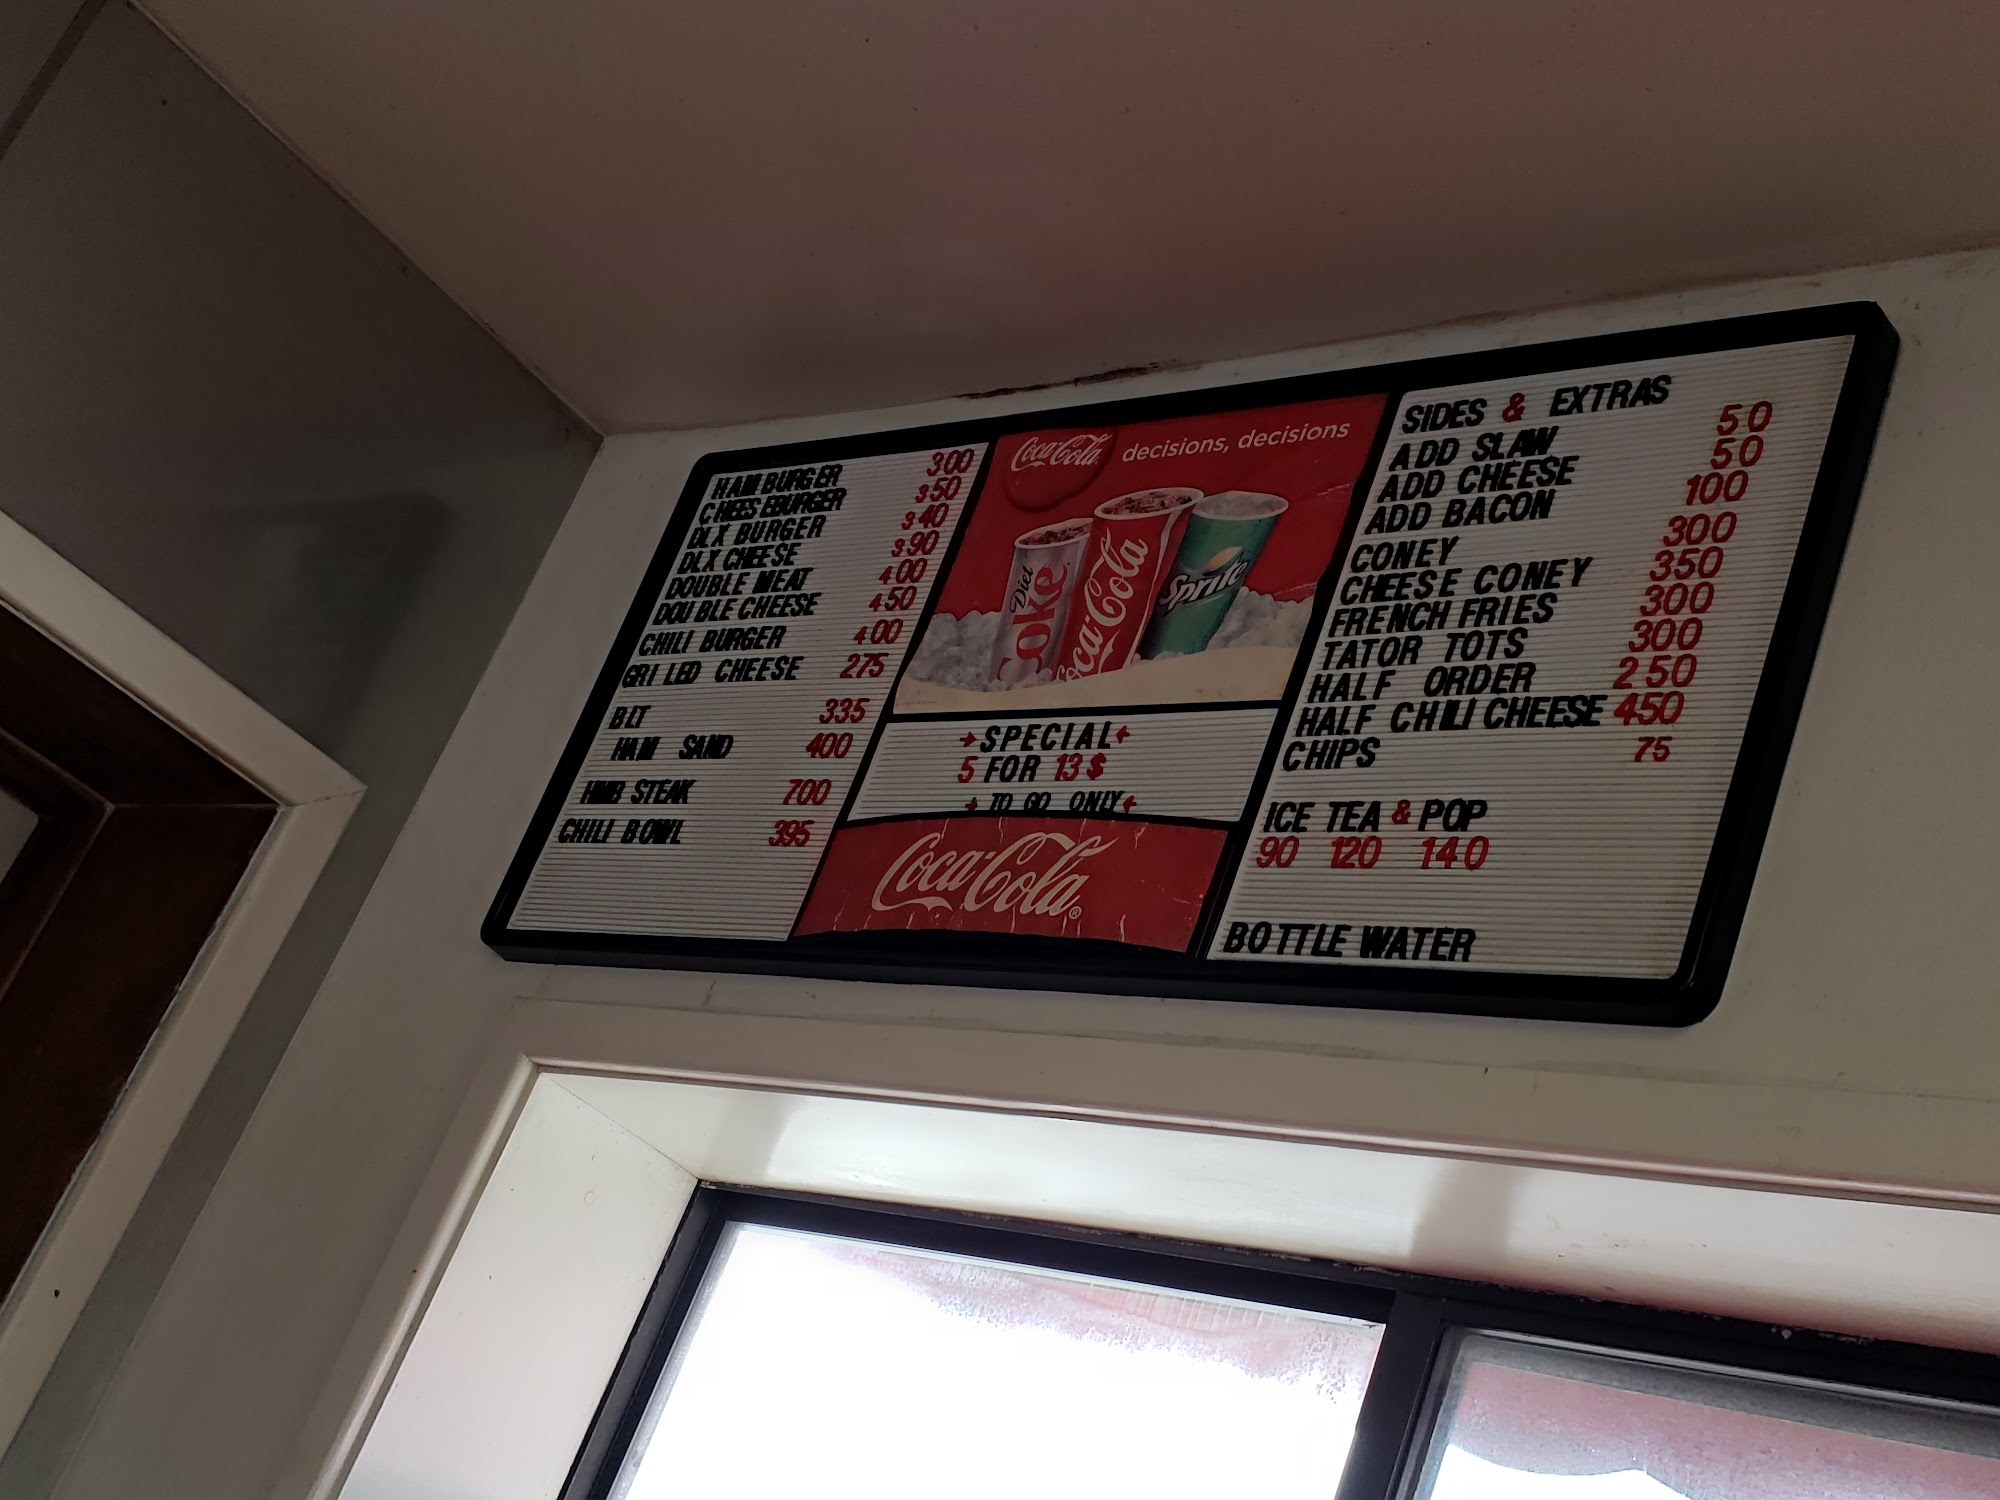 HAMBURGER 300
CHEESEBURGER 350
DLX BURGER 340
DLX CHEESE 390
DOUBLE MEAT 400
DOUBLE CHEESE 450
CHILI BURGER 400
GRILLED CHEESE 275
BLT 335
HAM SAND 400
HMB STEAK 700
CHILI BOWL 395
Coca-Cola decisions, decisions
Diet Coke
Coca-Cola
Sprite
SPECIAL
5 FOR 13 $
TO GO ONLY
Coca-Cola®
SIDES & EXTRAS
ADD SLAW 50
ADD CHEESE 50
ADD BACON 100
CONEY 300
CHEESE CONEY 350
FRENCH FRIES 300
TATOR TOTS 300
HALF ORDER 250
HALF CHILI CHEESE 450
CHIPS 75
ICE TEA & POP
90 120 140
BOTTLE WATER